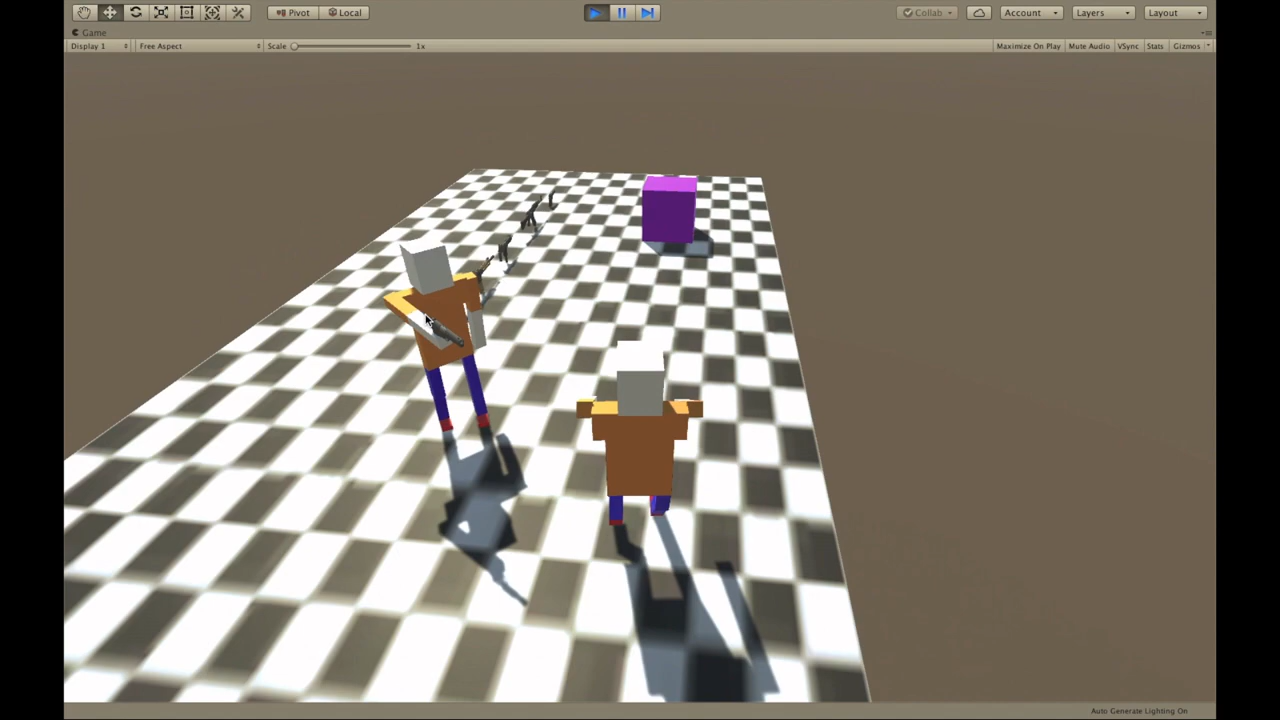 Pivot Local Collab Account Layers Layout
Game
Display 1 Free Aspect Scale 1x Maximize On Play Mute Audio VSync Stats Gizmos
Auto Generate Lighting On